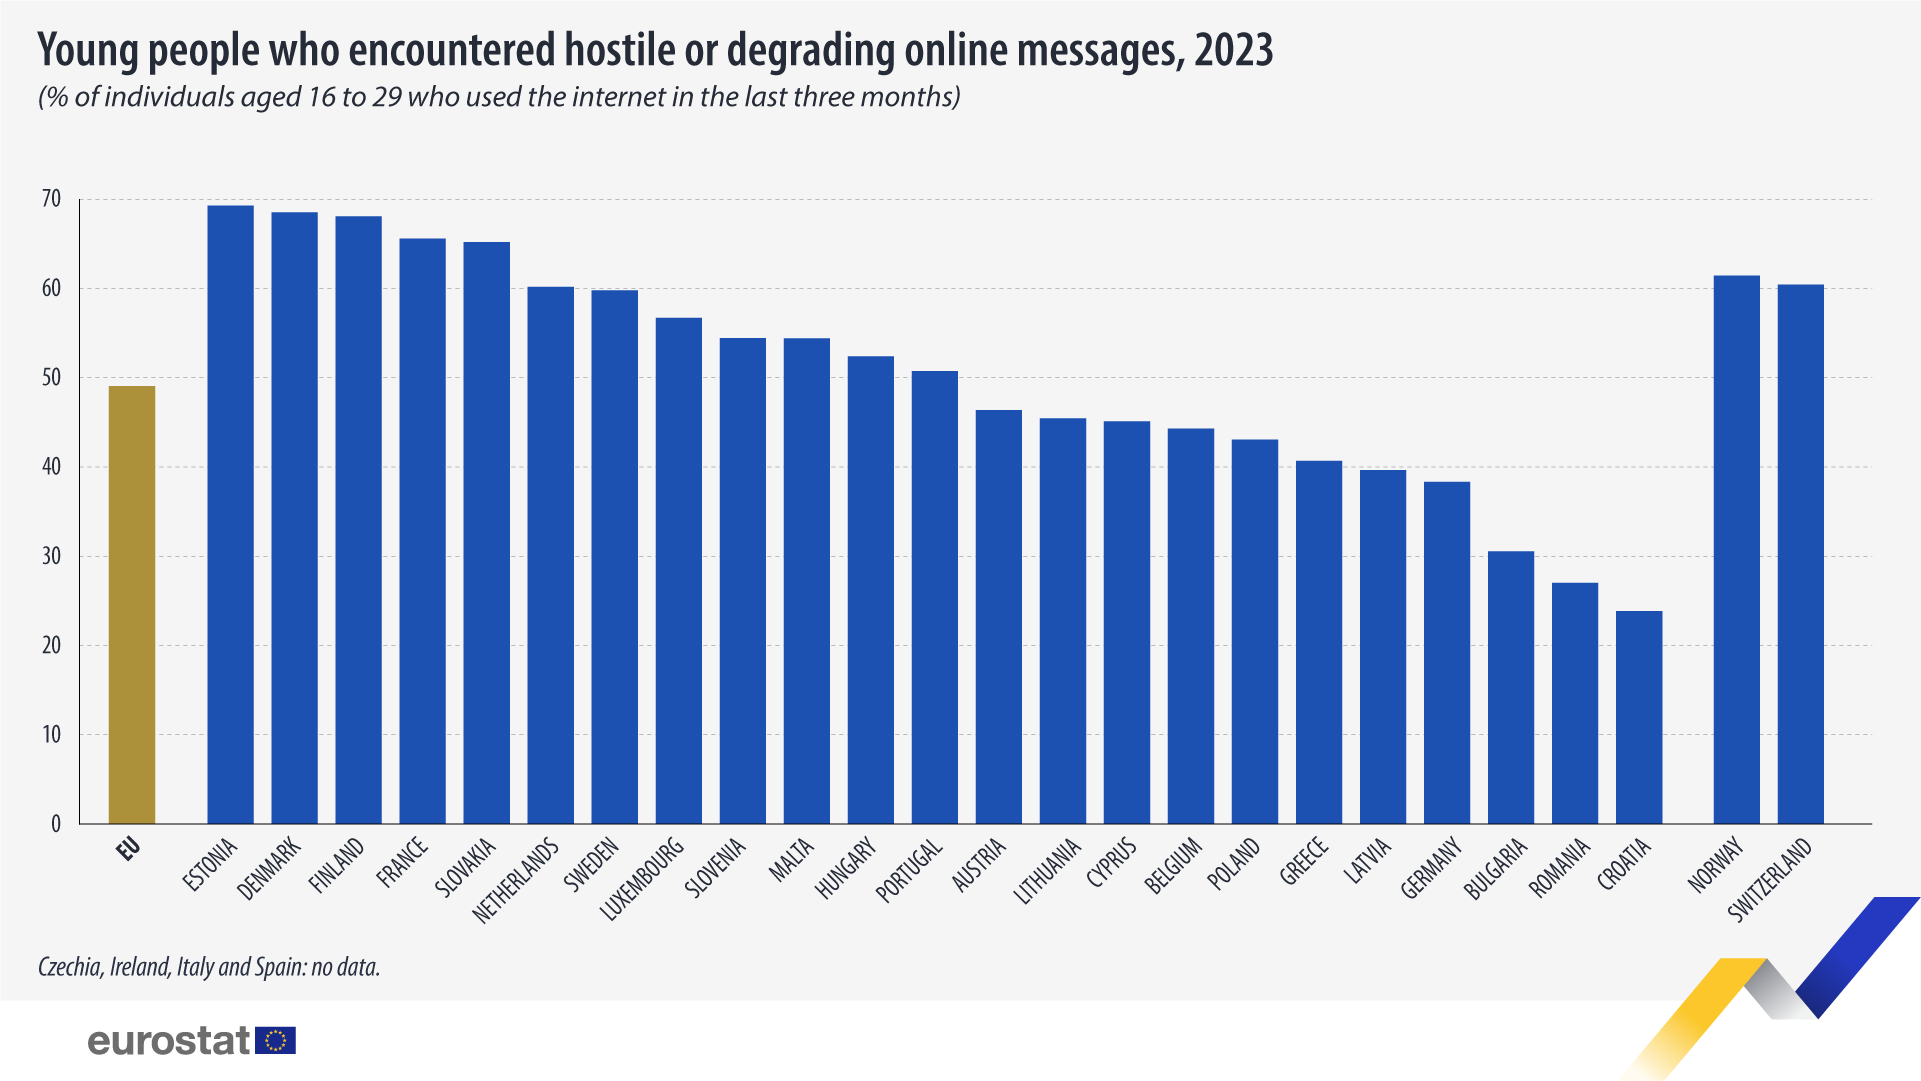 Young people who encountered hostile or degrading online messages, 2023
(% of individuals aged 16 to 29 who used the internet in the last three months)
70
60
50
40
30
20
10
0
EU
ESTONIA
DENMARK
FINLAND
FRANCE
SLOVAKIA
NETHERLANDS
SWEDEN
LUXEMBOURG
SLOVENIA
MALTA
HUNGARY
PORTUGAL
AUSTRIA
LITHUANIA
CYPRUS
BELGIUM
POLAND
GREECE
LATVIA
GERMANY
BULGARIA
ROMANIA
CROATIA
NORWAY
SWITZERLAND
Czechia, Ireland, Italy and Spain: no data.
eurostat